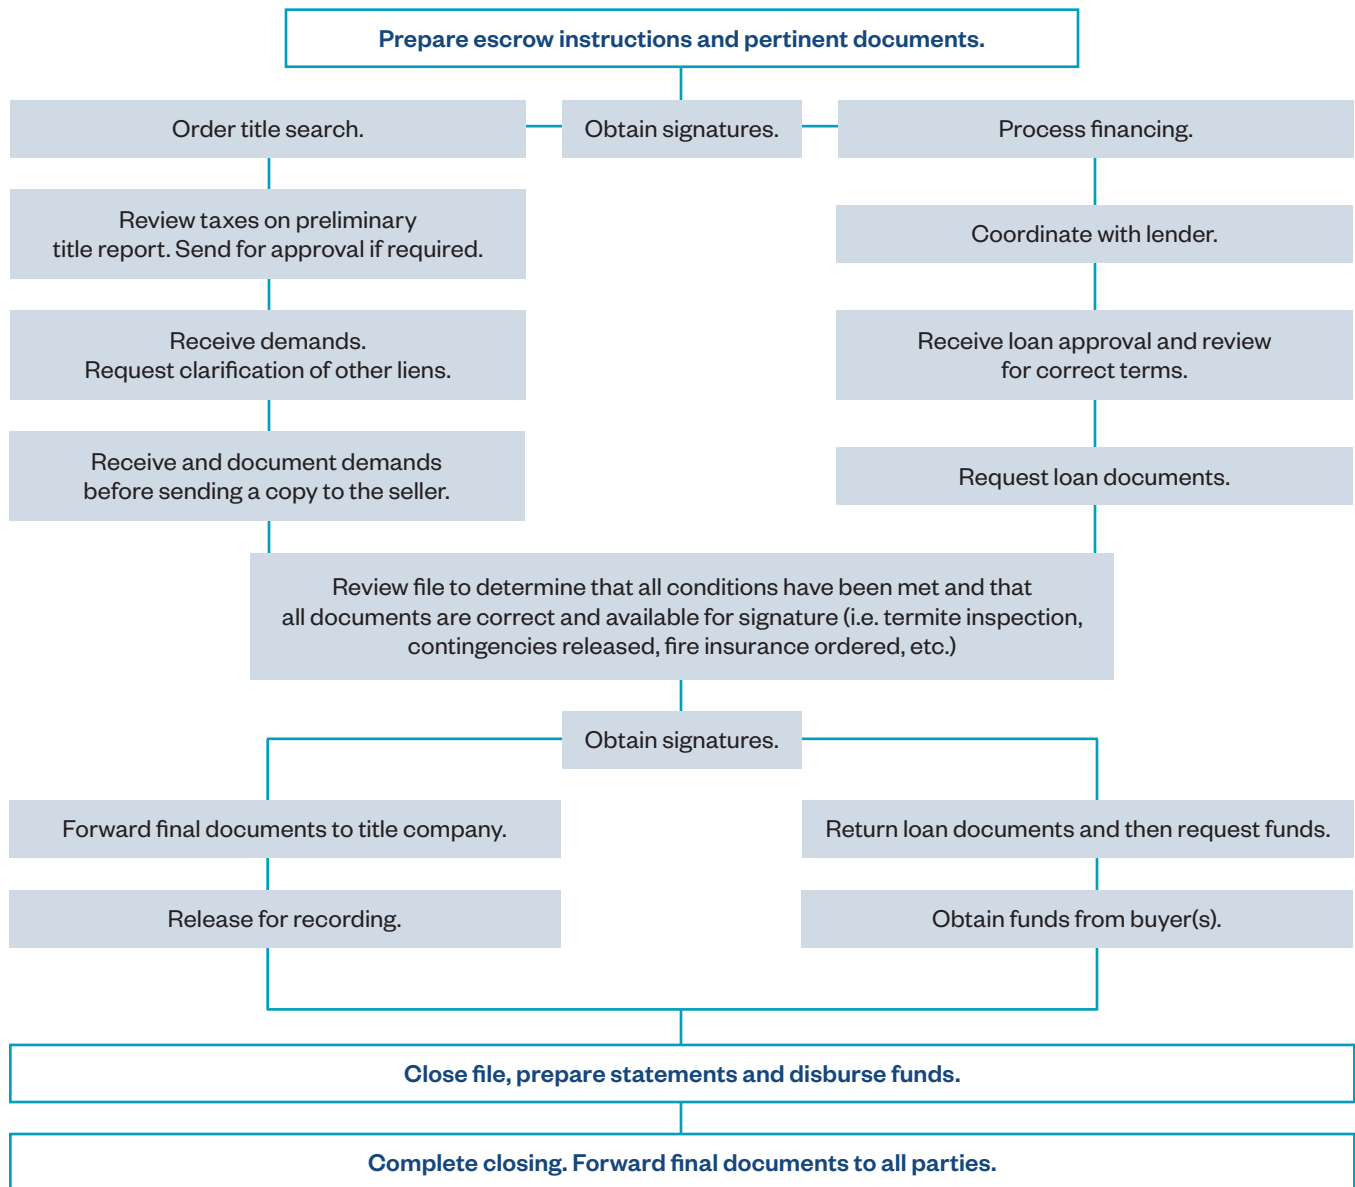 Prepare escrow instructions and pertinent documents.
Order title search.
Obtain signatures.
Process financing.
Review taxes on preliminary
title report. Send for approval if required.
Coordinate with lender.
Receive demands.
Request clarification of other liens.
Receive loan approval and review
for correct terms.
Receive and document demands
before sending a copy to the seller.
Request loan documents.
Review file to determine that all conditions have been met and that
all documents are correct and available for signature (i.e. termite inspection,
contingencies released, fire insurance ordered, etc.)
Obtain signatures.
Forward final documents to title company.
Return loan documents and then request funds.
Release for recording.
Obtain funds from buyer(s).
Close file, prepare statements and disburse funds.
Complete closing. Forward final documents to all parties.